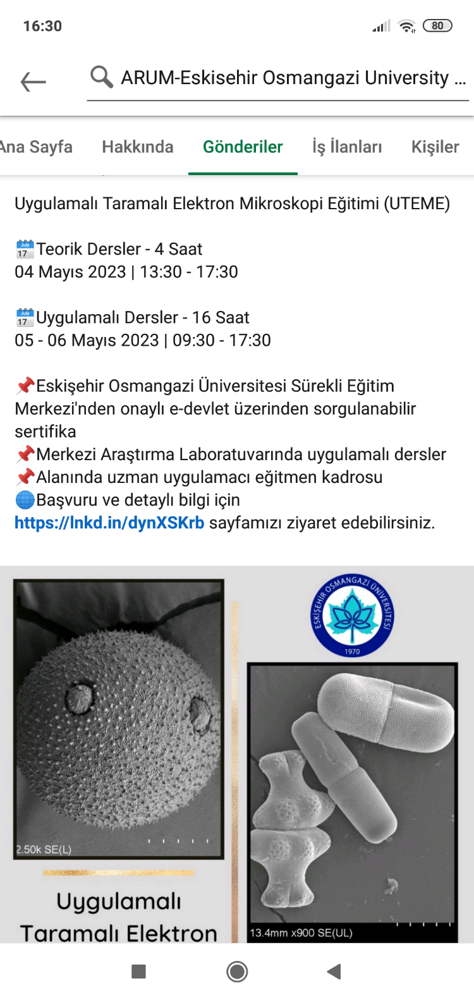 16:30
80
ARUM-Eskisehir Osmangazi University ...
Ana Sayfa Hakkında Gönderiler İş İlanları Kişiler
Uygulamalı Taramalı Elektron Mikroskopi Eğitimi (UTEME)
July 17 Teorik Dersler - 4 Saat
04 Mayıs 2023 | 13:30 - 17:30
July 17 Uygulamalı Dersler - 16 Saat
05 - 06 Mayıs 2023 | 09:30 - 17:30
Eskişehir Osmangazi Üniversitesi Sürekli Eğitim
Merkezi'nden onaylı e-devlet üzerinden sorgulanabilir
sertifika
Merkezi Araştırma Laboratuvarında uygulamalı dersler
Alanında uzman uygulamacı eğitmen kadrosu
Başvuru ve detaylı bilgi için
https://lnkd.in/dynXSKrb sayfamızı ziyaret edebilirsiniz.
ESKİŞEHİR OSMANGAZİ ÜNİVERSİTESİ
1970
2.50k SE(L)
13.4mm x900 SE(UL)
Uygulamalı
Taramalı Elektron